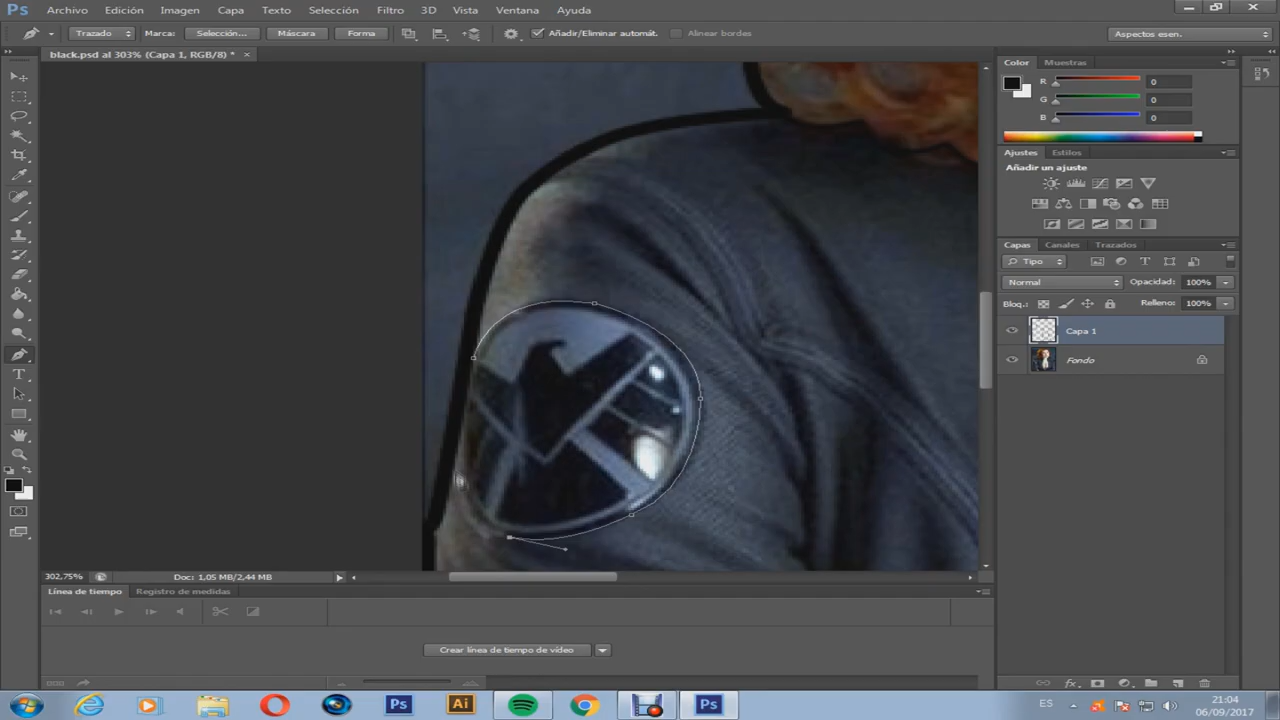 Ps Archivo Edición Imagen Capa Texto Selección Filtro 3D Vista Ventana Ayuda
Trazado Marca: Selección... Máscara Forma Añadir/Eliminar automát. Alinear bordes Aspectos esen.
black.psd al 303% (Capa 1, RGB/8) * ×
Color Muestras
R 0
G 0
B 0
Ajustes Estilos
Añadir un ajuste
Capas Canales Trazados
Tipo
Normal Opacidad: 100%
Bloq.: Relleno: 100%
Capa 1
Fondo
302,75% Doc: 1,05 MB/2,44 MB
Línea de tiempo Registro de medidas
Crear línea de tiempo de vídeo
fx
Ps Ai Ps
ES 21:04
06/09/2017